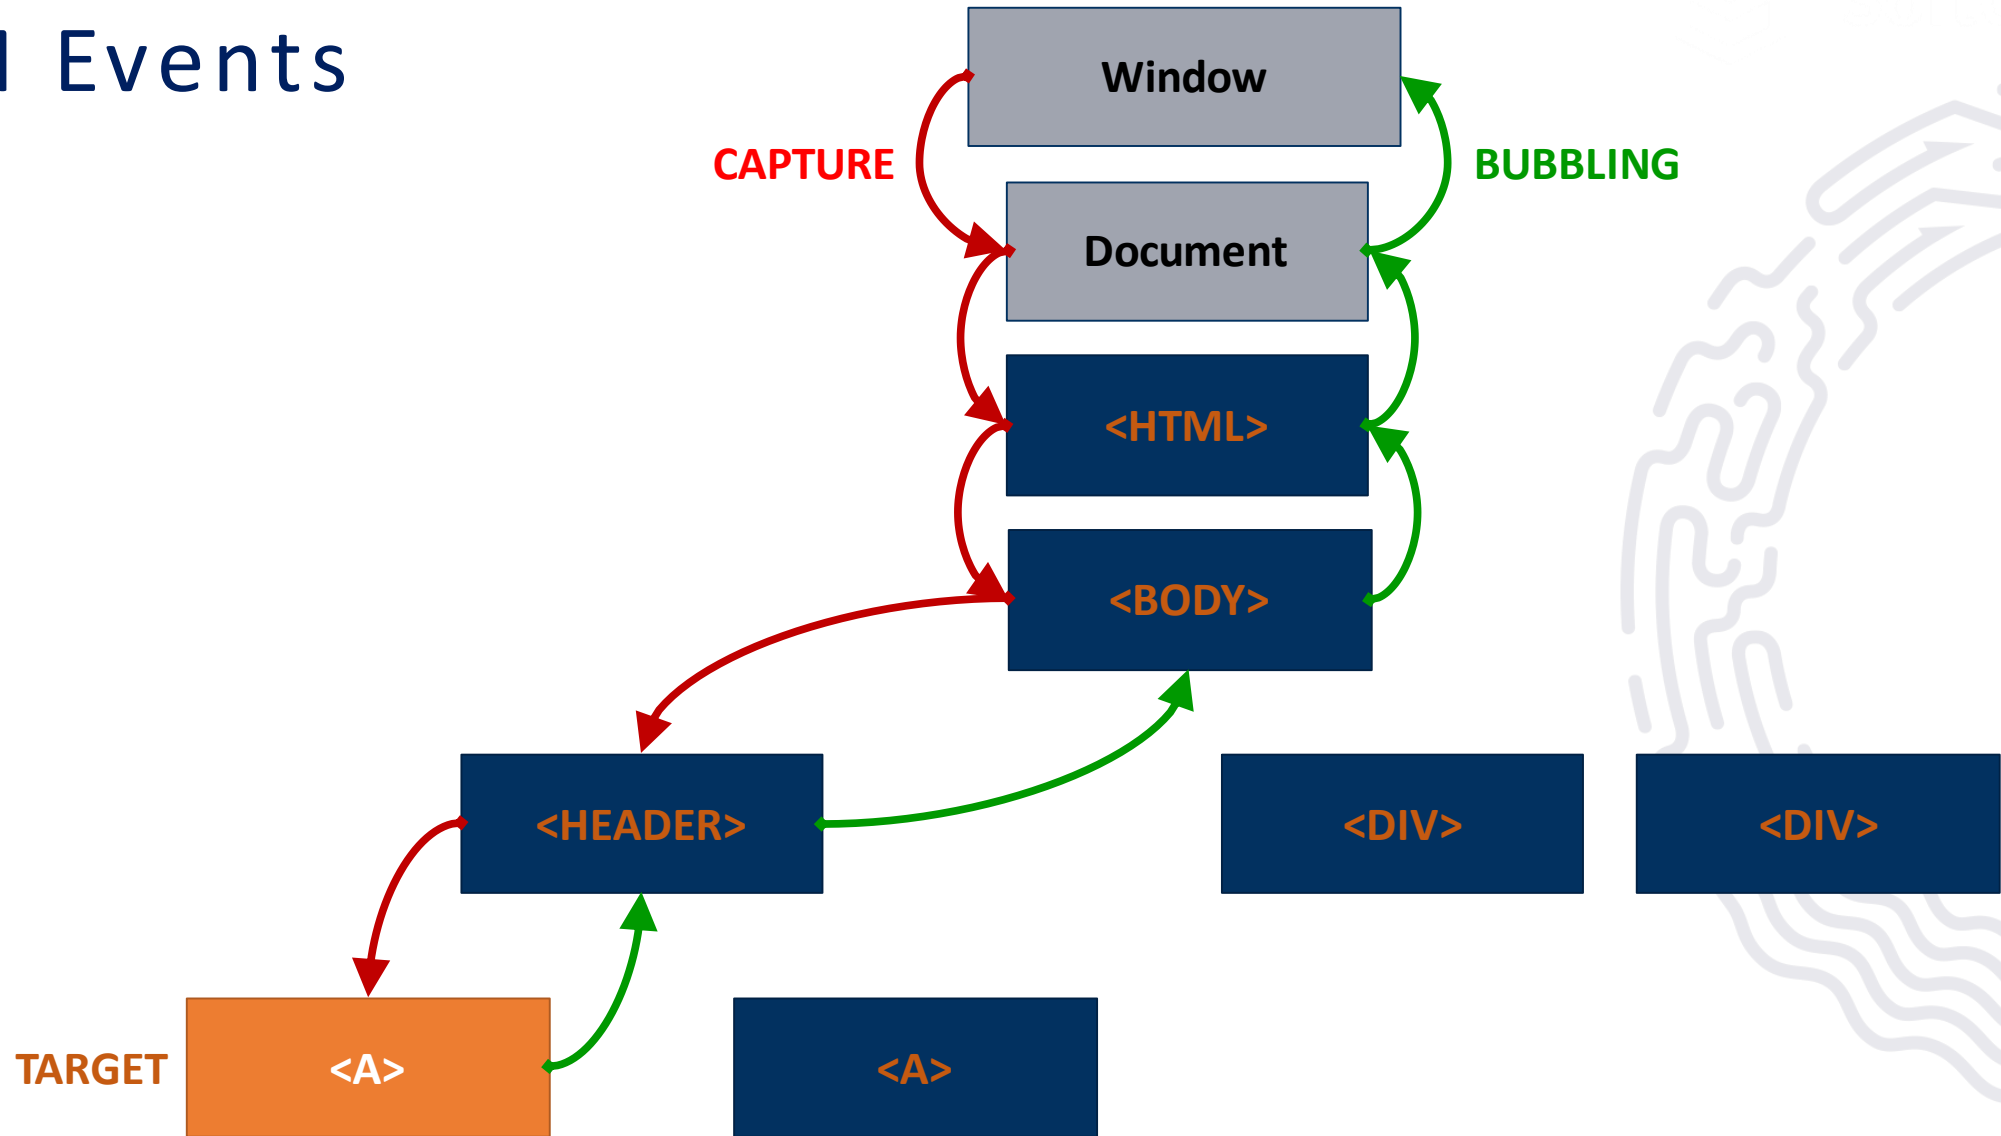 Events
Window
CAPTURE
BUBBLING
Document
<HTML>
<BODY>
<HEADER>
<DIV>
<DIV>
TARGET
<A>
<A>